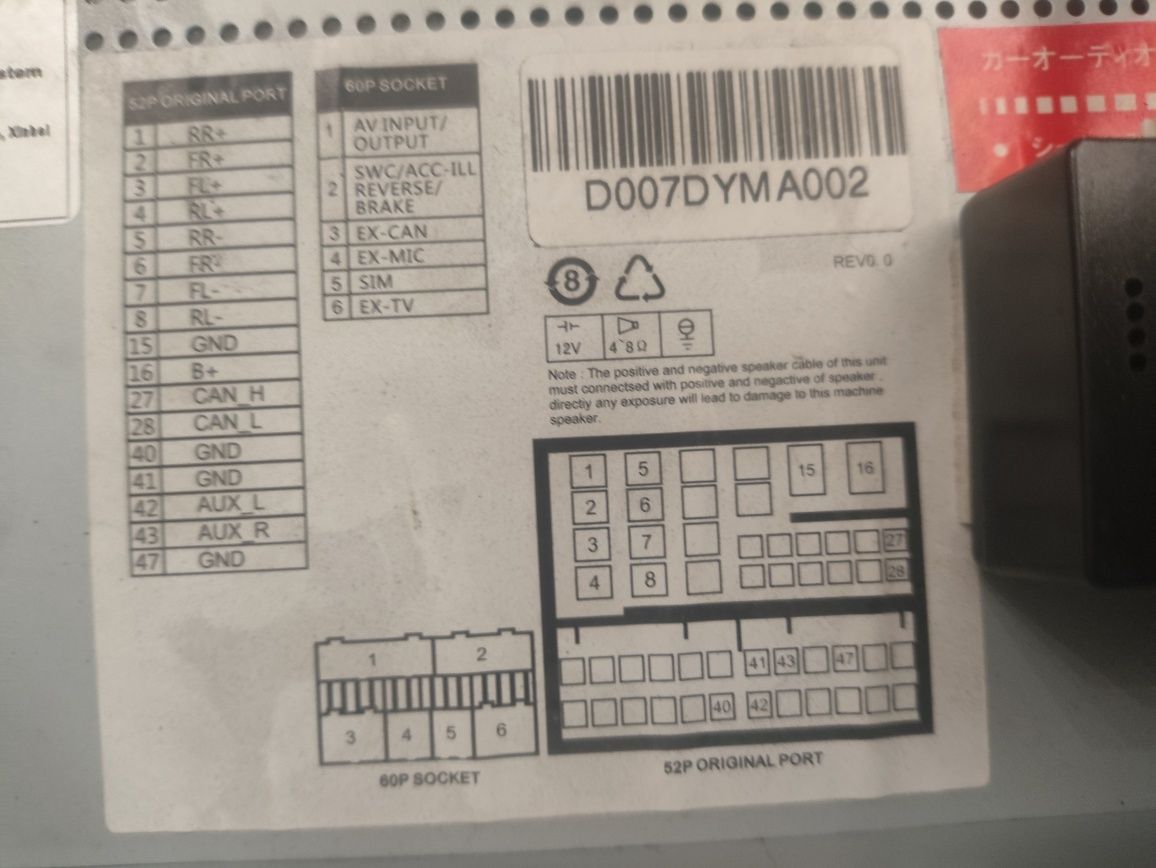 stem
52P ORIGINAL PORT
1 RR+
2 FR+
3 FL+
4 RL+
5 RR-
6 FR-
7 FL-
8 RL-
15 GND
16 B+
27 CAN_H
28 CAN_L
40 GND
41 GND
42 AUX_L
43 AUX_R
47 GND
60P SOCKET
1 AV INPUT/
OUTPUT
2 SWC/ACC-ILL
REVERSE/
BRAKE
3 EX-CAN
4 EX-MIC
5 SIM
6 EX-TV
D007DYMA002
REV0.0
8
12V 4~8Ω
Note : The positive and negative speaker cable of this unit
must connectsed with positive and negactive of speaker .
directiy any exposure will lead to damage to this machine
speaker.
1 5 15 16
2 6
3 7 27
4 8 28
41 43 47
40 42
52P ORIGINAL PORT
1 2
3 4 5 6
60P SOCKET
カーオーディオ